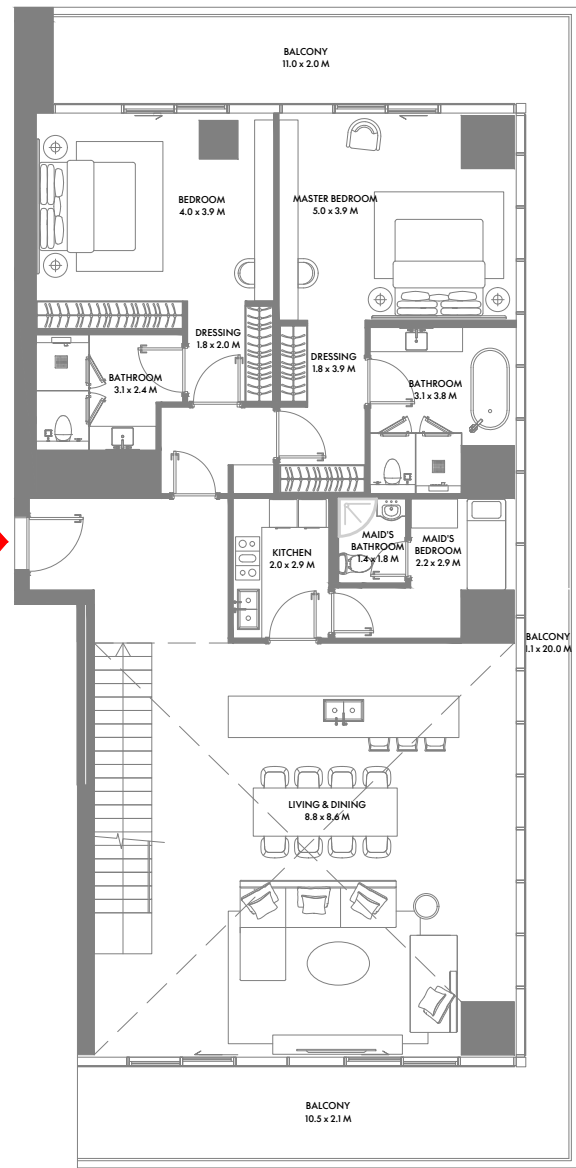 BALCONY
11.0 x 2.0 M
BEDROOM
4.0 x 3.9 M
MASTER BEDROOM
5.0 x 3.9 M
DRESSING
1.8 x 2.0 M
DRESSING
1.8 x 3.9 M
BATHROOM
3.1 x 2.4 M
BATHROOM
3.1 x 3.8 M
KITCHEN
2.0 x 2.9 M
MAID'S
BATHROOM
1.4 x 1.8 M
MAID'S
BEDROOM
2.2 x 2.9 M
BALCONY
1.1 x 20.0 M
LIVING & DINING
8.8 x 8.6 M
BALCONY
10.5 x 2.1 M